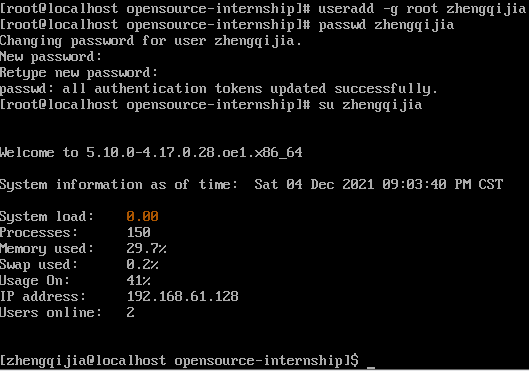 [root@localhost opensource-internship]# useradd -g root zhengqijia
[root@localhost opensource-internship]# passwd zhengqijia
Changing password for user zhengqijia.
New password:
Retype new password:
passwd: all authentication tokens updated successfully.
[root@localhost opensource-internship]# su zhengqijia
Welcome to 5.10.0-4.17.0.28.oe1.x86_64
System information as of time:  Sat 04 Dec 2021 09:03:40 PM CST
System load:    0.00
Processes:      150
Memory used:    29.7%
Swap used:      0.2%
Usage On:       41%
IP address:     192.168.61.128
Users online:   2
[zhengqijia@localhost opensource-internship]$ _